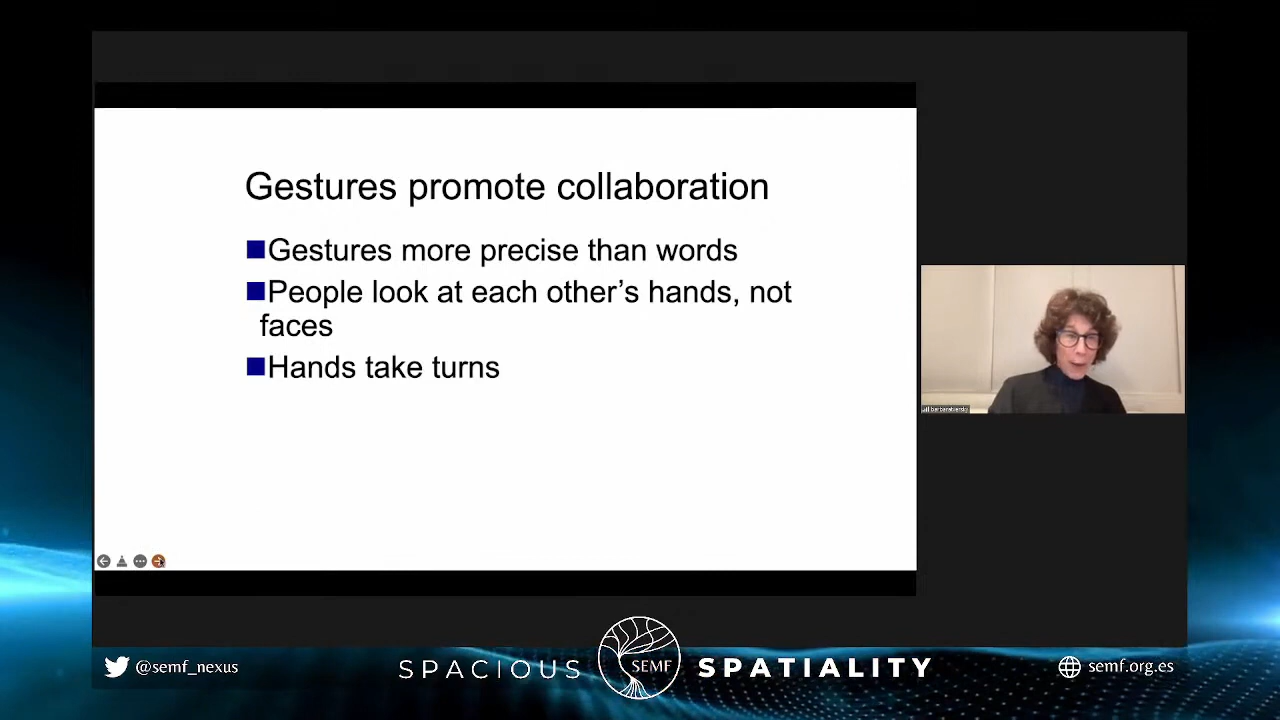 Gestures promote collaboration
Gestures more precise than words
People look at each other’s hands, not
faces
Hands take turns
barbaratversky
@semf_nexus
SPACIOUS
SEMF
SPATIALITY
semf.org.es